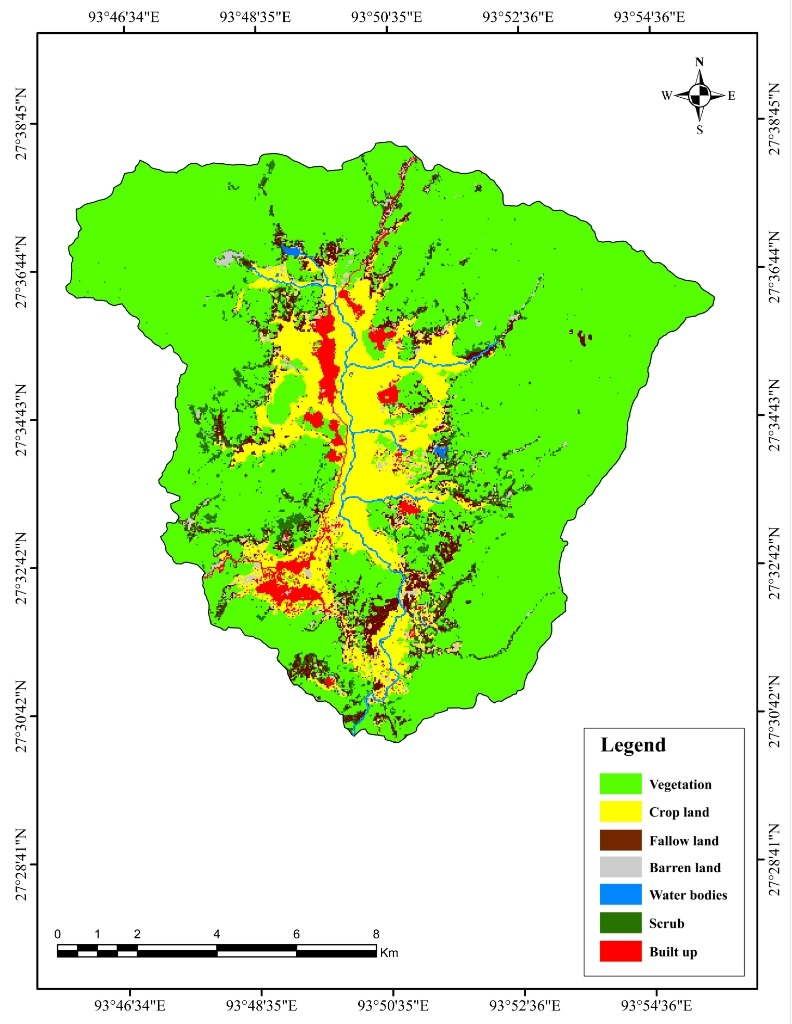 93°46'34"E 93°48'35"E 93°50'35"E 93°52'36"E 93°54'36"E
N
W E
S
27°38'45"N 27°38'45"N
27°36'44"N 27°36'44"N
27°34'43"N 27°34'43"N
27°32'42"N 27°32'42"N
27°30'42"N 27°30'42"N
27°28'41"N 27°28'41"N
Legend
Vegetation
Crop land
Fallow land
Barren land
Water bodies
Scrub
Built up
0 1 2 4 6 8
Km
93°46'34"E 93°48'35"E 93°50'35"E 93°52'36"E 93°54'36"E